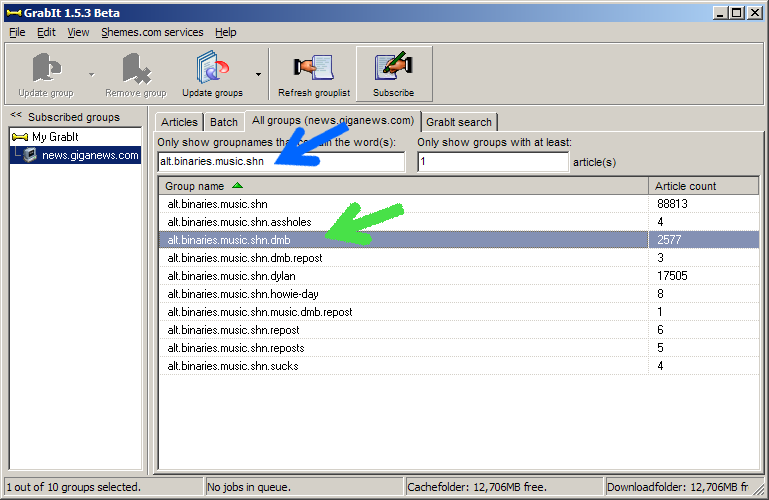 GrabIt 1.5.3 Beta
File Edit View Shemes.com services Help
Update group Remove group Update groups Refresh grouplist Subscribe
<< Subscribed groups
My GrabIt
news.giganews.com
Articles Batch All groups (news.giganews.com) GrabIt search
Only show groupnames that contain the word(s): Only show groups with at least:
alt.binaries.music.shn 1 article(s)
Group name Article count
alt.binaries.music.shn 88813
alt.binaries.music.shn.assholes 4
alt.binaries.music.shn.dmb 2577
alt.binaries.music.shn.dmb.repost 3
alt.binaries.music.shn.dylan 17505
alt.binaries.music.shn.howie-day 8
alt.binaries.music.shn.music.dmb.repost 1
alt.binaries.music.shn.repost 6
alt.binaries.music.shn.reposts 5
alt.binaries.music.shn.sucks 4
1 out of 10 groups selected. No jobs in queue. Cachefolder: 12,706MB free. Downloadfolder: 12,706MB fr